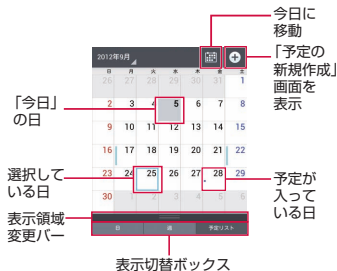 今日に
移動
2012年9月
「予定の
新規作成」
画面を
表示
日 月 火 水 木 金 土
26 27 28 29 30 31 1
「今日」
の日
2 3 4 5 6 7 8
9 10 11 12 13 14 15
16 17 18 19 20 21 22
選択して
いる日
23 24 25 26 27 28 29
予定が
入って
いる日
30 1 2 3 4 5 6
表示領域
変更バー
日 週 予定リスト
表示切替ボックス